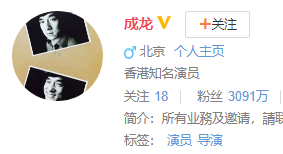 成龙 V +关注
北京 个人主页
香港知名演员
关注 18 | 粉丝 3091万 |
简介：所有業務及邀请，請聯
标签： 演员 导演